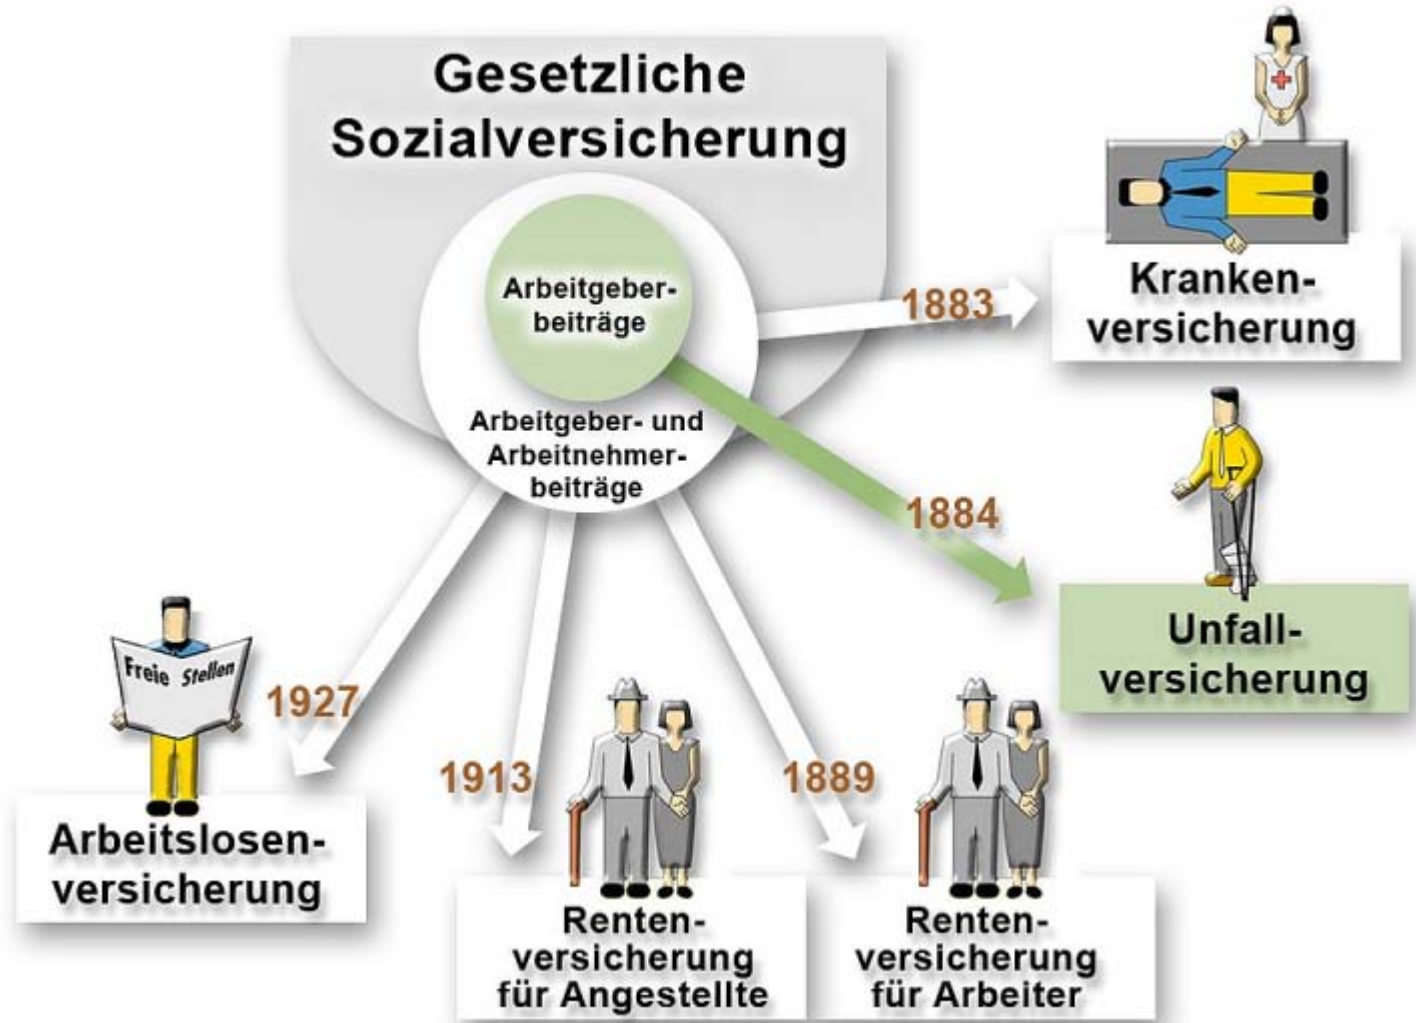 Gesetzliche
Sozialversicherung
Arbeitgeber-
beiträge
Arbeitgeber- und
Arbeitnehmer-
beiträge
1883
Kranken-
versicherung
1884
Unfall-
versicherung
1889
Renten-
versicherung
für Arbeiter
1913
Renten-
versicherung
für Angestellte
1927
Freie Stellen
Arbeitslosen-
versicherung